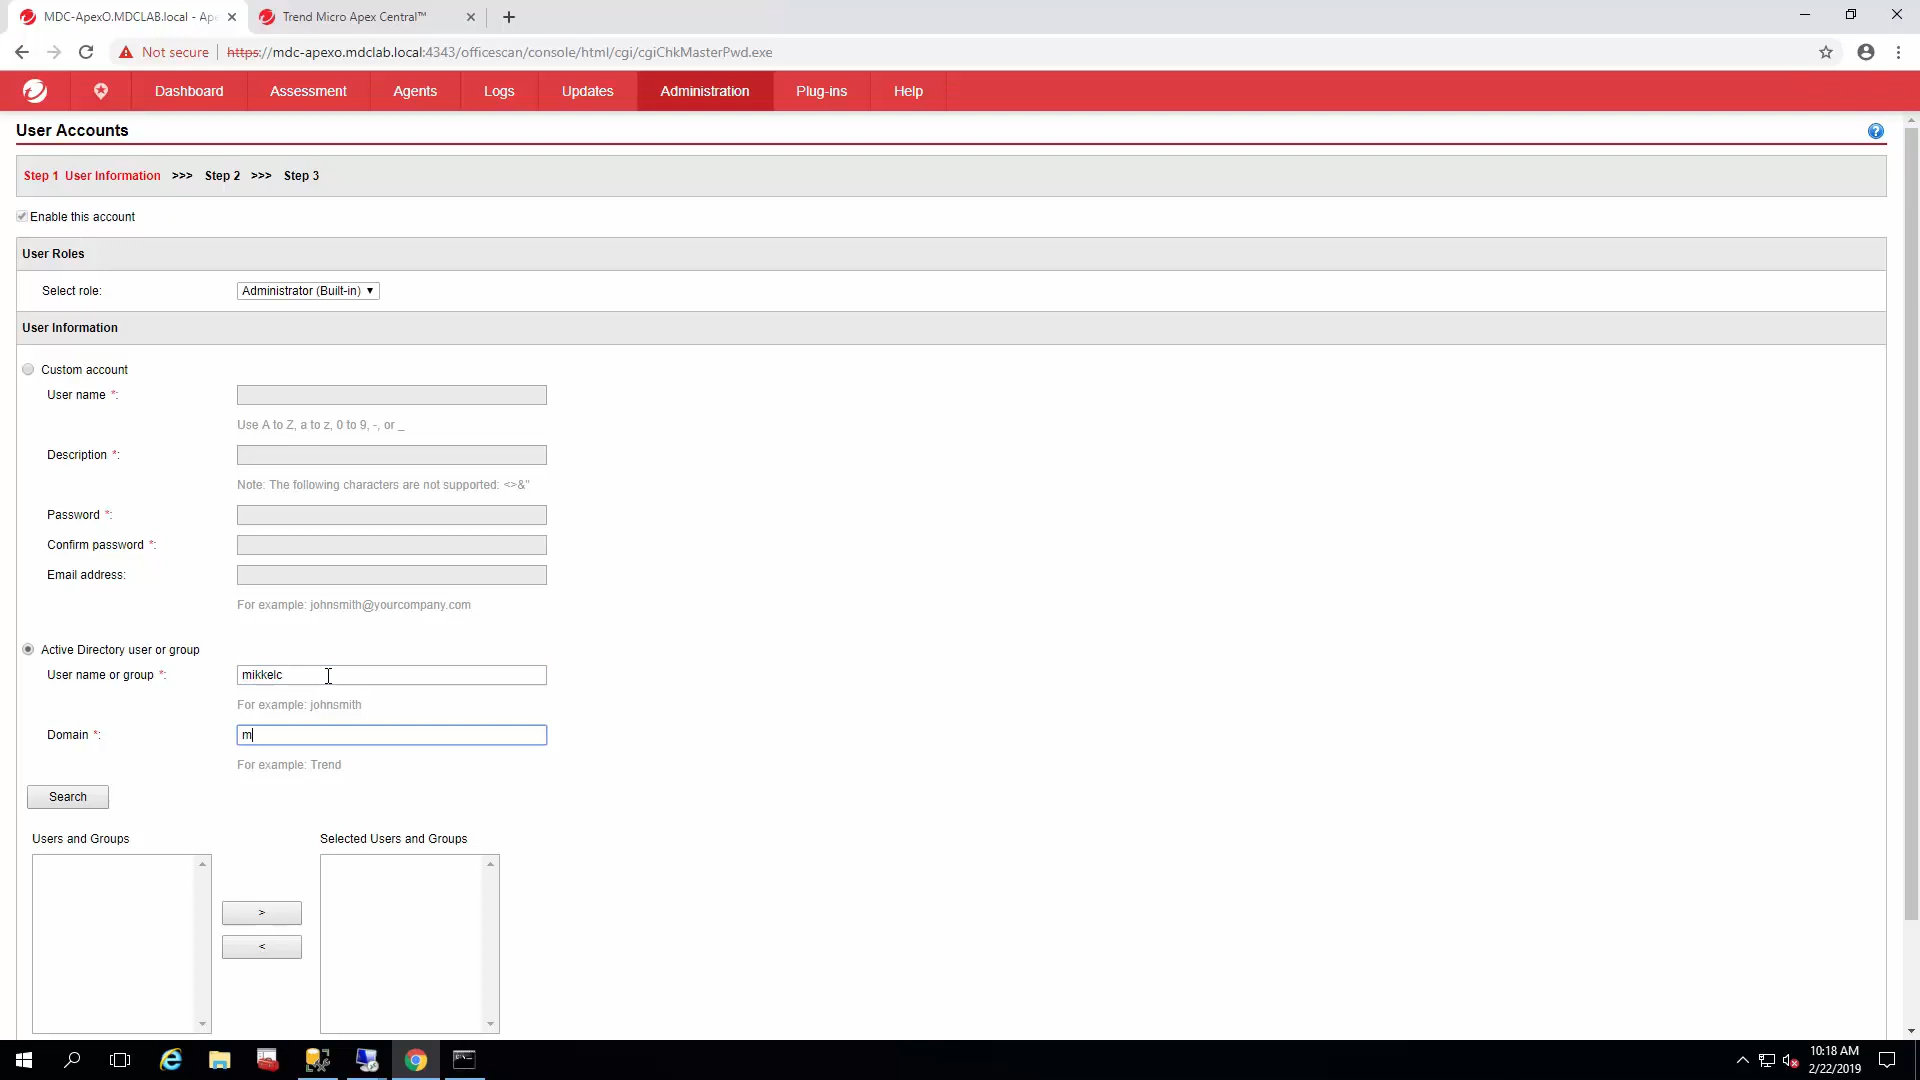 MDC-ApexO.MDCLAB.local - Ape
Trend Micro Apex Central™
Not secure
https://mdc-apexo.mdclab.local:4343/officescan/console/html/cgi/cgiChkMasterPwd.exe
Dashboard
Assessment
Agents
Logs
Updates
Administration
Plug-ins
Help
User Accounts
?
Step 1 User Information >>> Step 2 >>> Step 3
Enable this account
User Roles
Select role:
Administrator (Built-in)
User Information
Custom account
User name *:
Use A to Z, a to z, 0 to 9, -, or _
Description *:
Note: The following characters are not supported: <>&"
Password *:
Confirm password *:
Email address:
For example: johnsmith@yourcompany.com
Active Directory user or group
User name or group *:
mikkelc
For example: johnsmith
Domain *:
m
For example: Trend
Search
Users and Groups
Selected Users and Groups
>
<
10:18 AM
2/22/2019